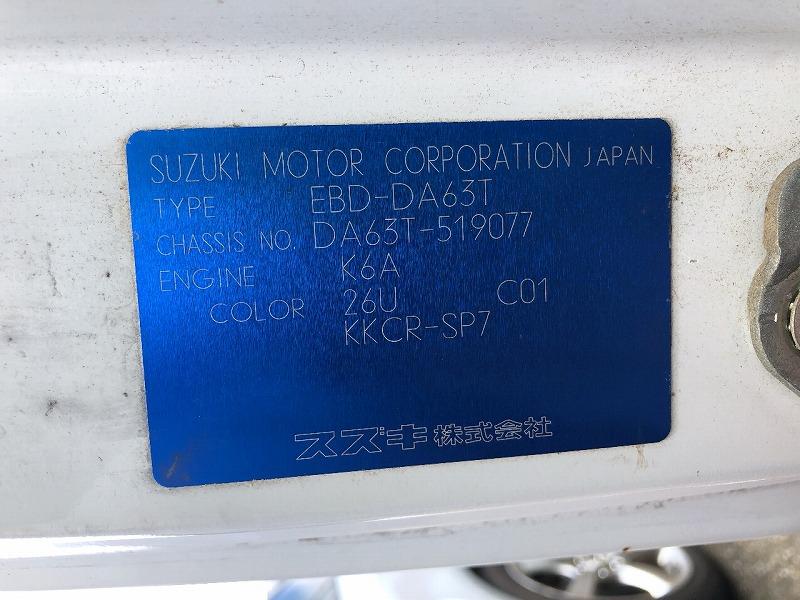 SUZUKI MOTOR CORPORATION JAPAN
TYPE EBD-DA63T
CHASSIS NO. DA63T-519077
ENGINE K6A
COLOR 26U C01
KKCR-SP7
スズキ株式会社